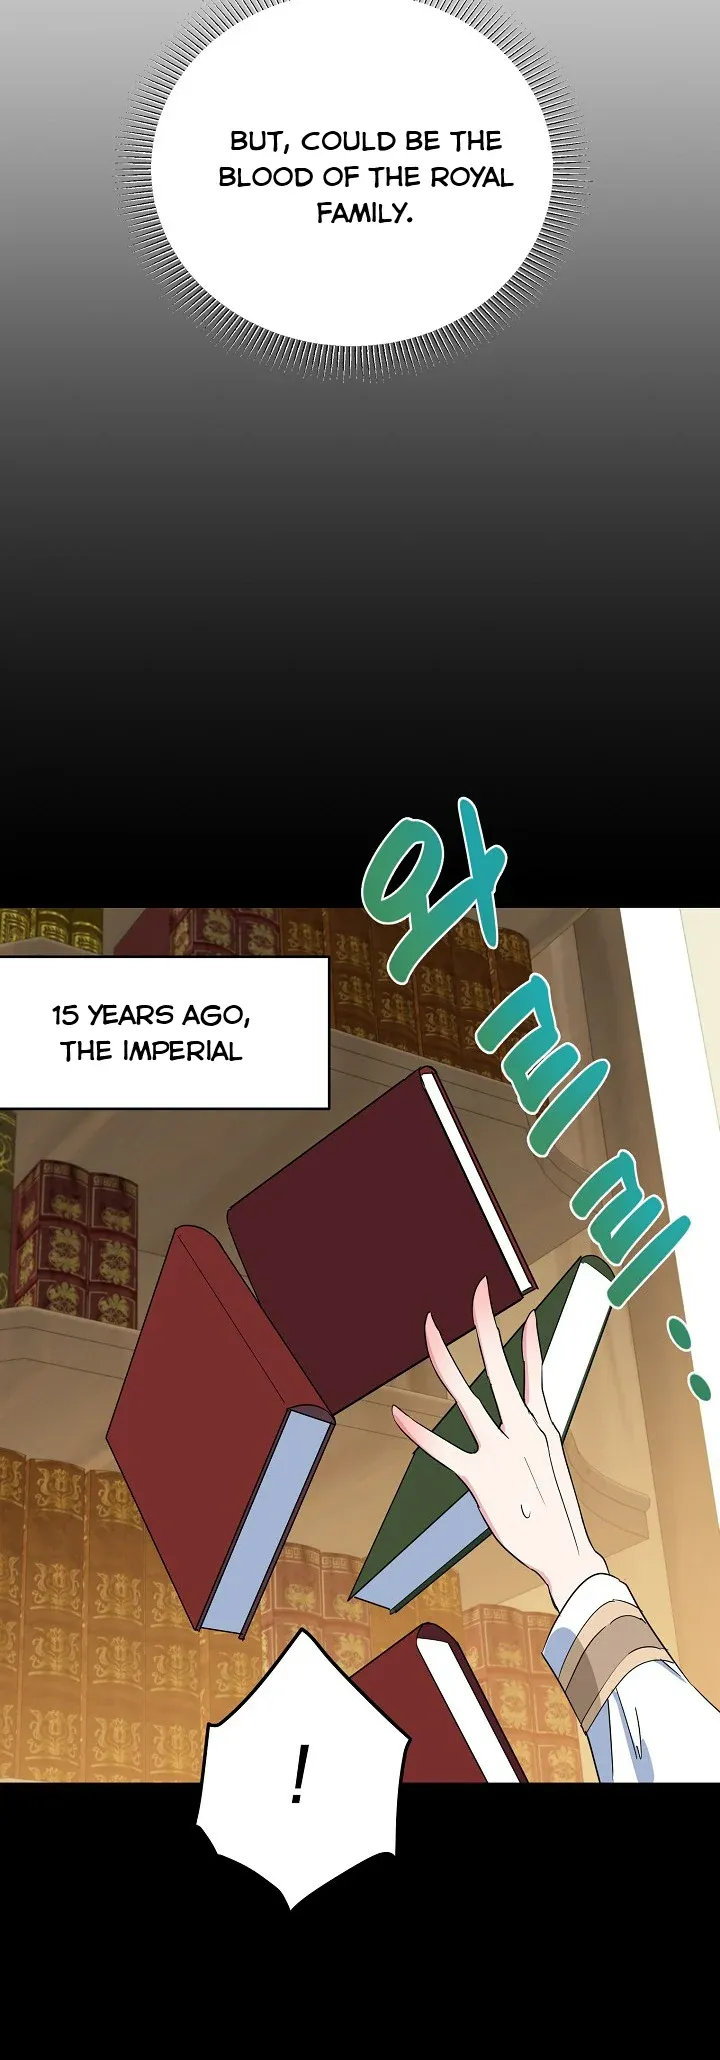 BUT, COULD BE THE
BLOOD OF THE ROYAL
FAMILY.
와
르
르
15 YEARS AGO,
THE IMPERIAL
!